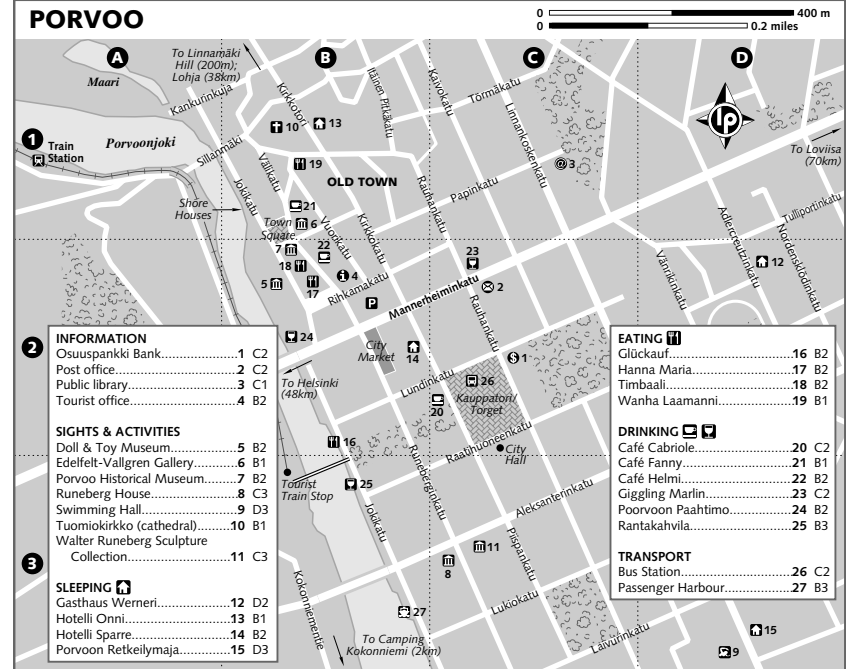 PORVOO
0 400 m
0 0.2 miles
A
B
C
D
1
2
3
To Linnamäki
Hill (200m);
Lohja (38km)
Maari
Kankurinkuja
Kirkkotori
Itäinen Pitkäkatu
Kaivokatu
Törmäkatu
Linnankoskenkatu
10
13
Train
Station
Porvoonjoki
Sillanmäki
Välikatu
Jokikatu
19
OLD TOWN
3
To Loviisa
(70km)
Papinkatu
Rauhankatu
Shore
Houses
21
Town
Square
6
Vuorikatu
Kirkkokatu
Tulliportinkatu
Adlercreutzinkatu
Nordensklödinkatu
Vänrikinkatu
7
22
23
18
4
12
5
17
Rihkamakatu
Mannerheiminkatu
2
P
Rauhankatu
24
City
Market
14
1
To Helsinki
(48km)
Lundinkatu
26
20
Kauppatori/
Torget
16
Raatihuoneenkatu
City
Hall
Runeberginkatu
Tourist
Train Stop
25
Aleksanterinkatu
Jokikatu
11
8
Piispankatu
Kokonniementie
27
Lukiokatu
To Camping
Kokonniemi (2km)
Laivurinkatu
15
9
lp
INFORMATION
Osuuspankki Bank 1 C2
Post office 2 C2
Public library 3 C1
Tourist office 4 B2
SIGHTS & ACTIVITIES
Doll & Toy Museum 5 B2
Edelfelt-Vallgren Gallery 6 B1
Porvoo Historical Museum 7 B2
Runeberg House 8 C3
Swimming Hall 9 D3
Tuomiokirkko (cathedral) 10 B1
Walter Runeberg Sculpture
Collection 11 C3
SLEEPING
Gasthaus Werneri 12 D2
Hotelli Onni 13 B1
Hotelli Sparre 14 B2
Porvoon Retkeilymaja 15 D3
EATING
Glückauf 16 B2
Hanna Maria 17 B2
Timbaali 18 B2
Wanha Laamanni 19 B1
DRINKING
Café Cabriole 20 C2
Café Fanny 21 B1
Café Helmi 22 B2
Giggling Marlin 23 C2
Poorvoon Paahtimo 24 B2
Rantakahvila 25 B3
TRANSPORT
Bus Station 26 C2
Passenger Harbour 27 B3